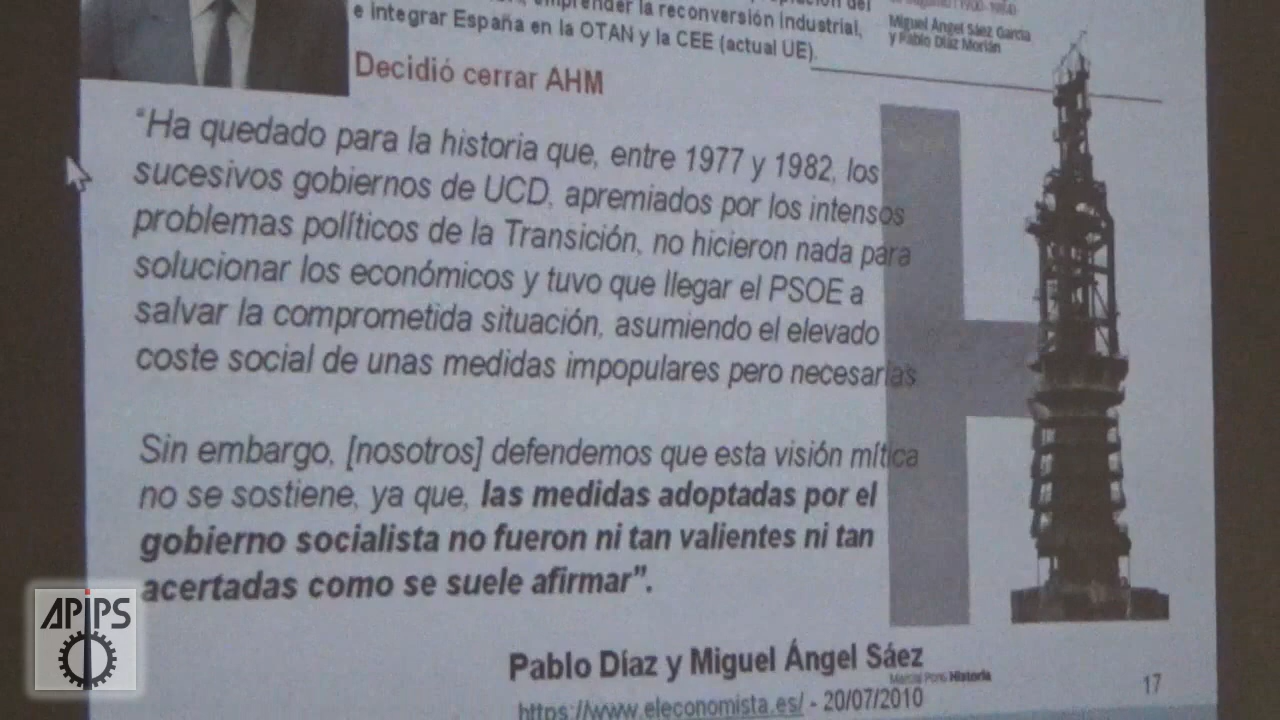 emprender la reconversión industrial,
e integrar España en la OTAN y la CEE (actual UE).
Miguel Ángel Sáez García
y Pablo Díaz Morlán
Decidió cerrar AHM
“Ha quedado para la historia que, entre 1977 y 1982, los
sucesivos gobiernos de UCD, apremiados por los intensos
problemas políticos de la Transición, no hicieron nada para
solucionar los económicos y tuvo que llegar el PSOE a
salvar la comprometida situación, asumiendo el elevado
coste social de unas medidas impopulares pero necesarias
Sin embargo, [nosotros] defendemos que esta visión mítica
no se sostiene, ya que, las medidas adoptadas por el
gobierno socialista no fueron ni tan valientes ni tan
acertadas como se suele afirmar”.
Pablo Díaz y Miguel Ángel Sáez
Marcial Pons Historia
https://www.eleconomista.es/ - 20/07/2010
17
APIPS